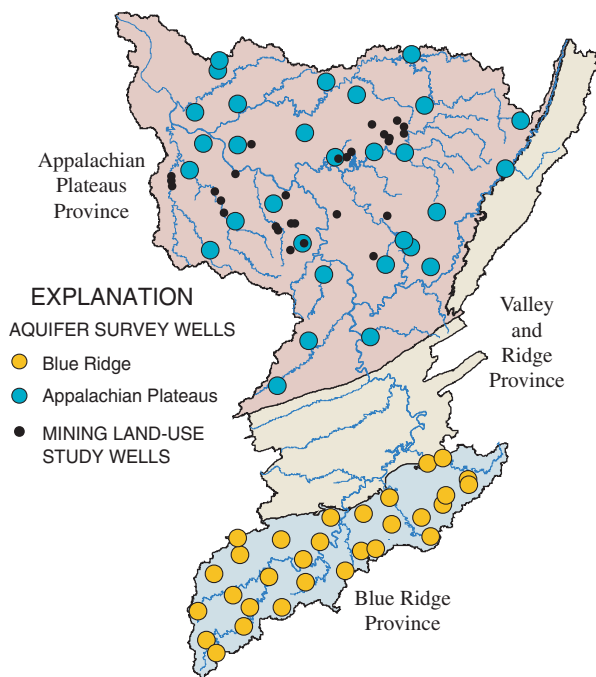 Appalachian
Plateaus
Province
EXPLANATION
AQUIFER SURVEY WELLS
Blue Ridge
Appalachian Plateaus
MINING LAND-USE
STUDY WELLS
Valley
and
Ridge
Province
Blue Ridge
Province